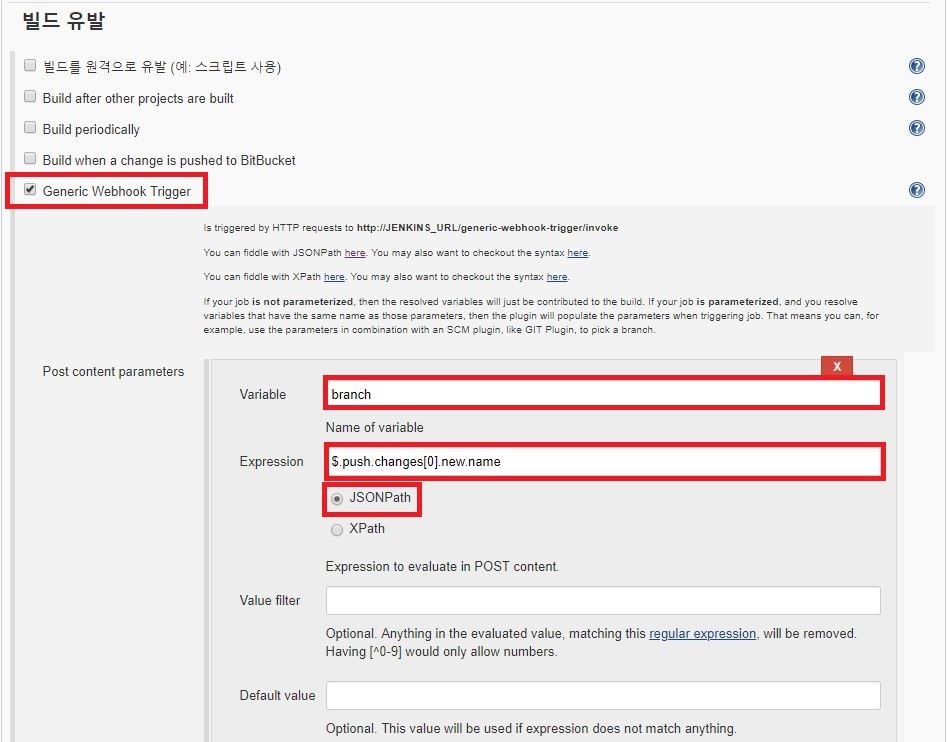 빌드 유발
빌드를 원격으로 유발 (예: 스크립트 사용)
Build after other projects are built
Build periodically
Build when a change is pushed to BitBucket
Generic Webhook Trigger
Is triggered by HTTP requests to http://JENKINS_URL/generic-webhook-trigger/invoke
You can fiddle with JSONPath here. You may also want to checkout the syntax here.
You can fiddle with XPath here. You may also want to checkout the syntax here.
If your job is not parameterized, then the resolved variables will just be contributed to the build. If your job is parameterized, and you resolve
variables that have the same name as those parameters, then the plugin will populate the parameters when triggering job. That means you can, for
example, use the parameters in combination with an SCM plugin, like GIT Plugin, to pick a branch.
Post content parameters
X
Variable
branch
Name of variable
Expression
$.push.changes[0].new.name
JSONPath
XPath
Expression to evaluate in POST content.
Value filter
Optional. Anything in the evaluated value, matching this regular expression, will be removed.
Having [^0-9] would only allow numbers.
Default value
Optional. This value will be used if expression does not match anything.